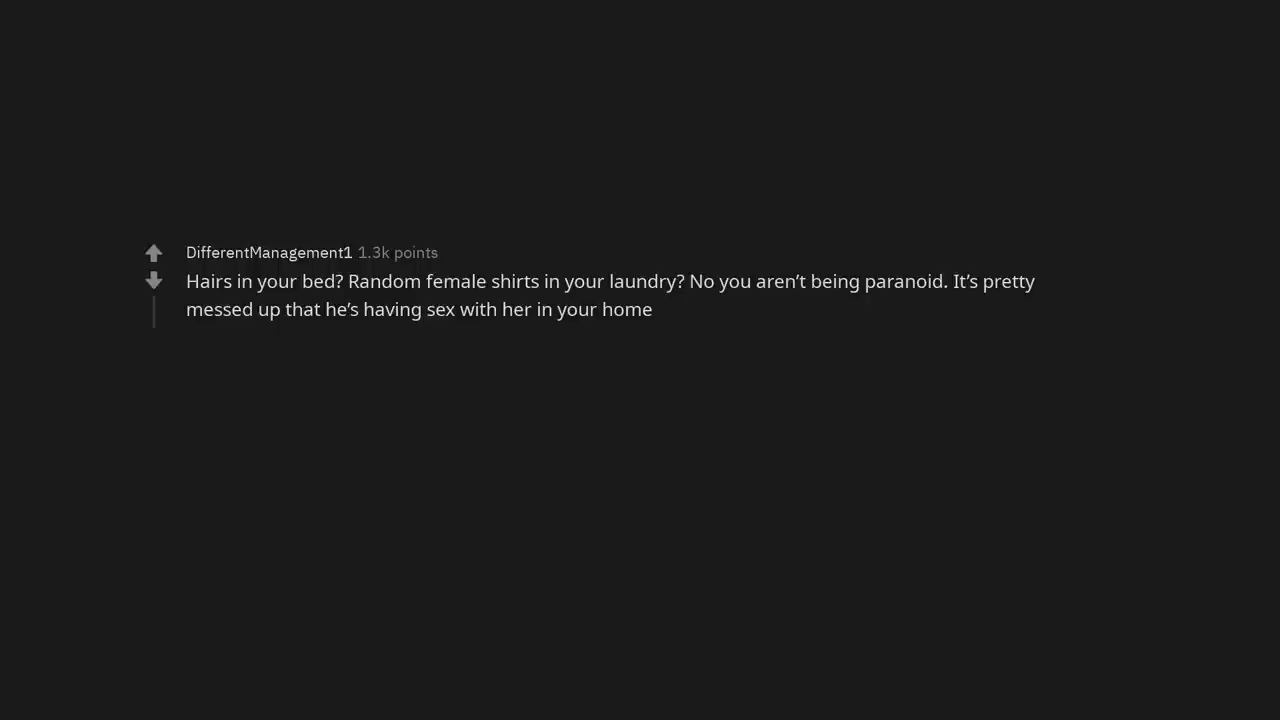 DifferentManagement1 1.3k points
Hairs in your bed? Random female shirts in your laundry? No you aren’t being paranoid. It’s pretty
messed up that he’s having sex with her in your home